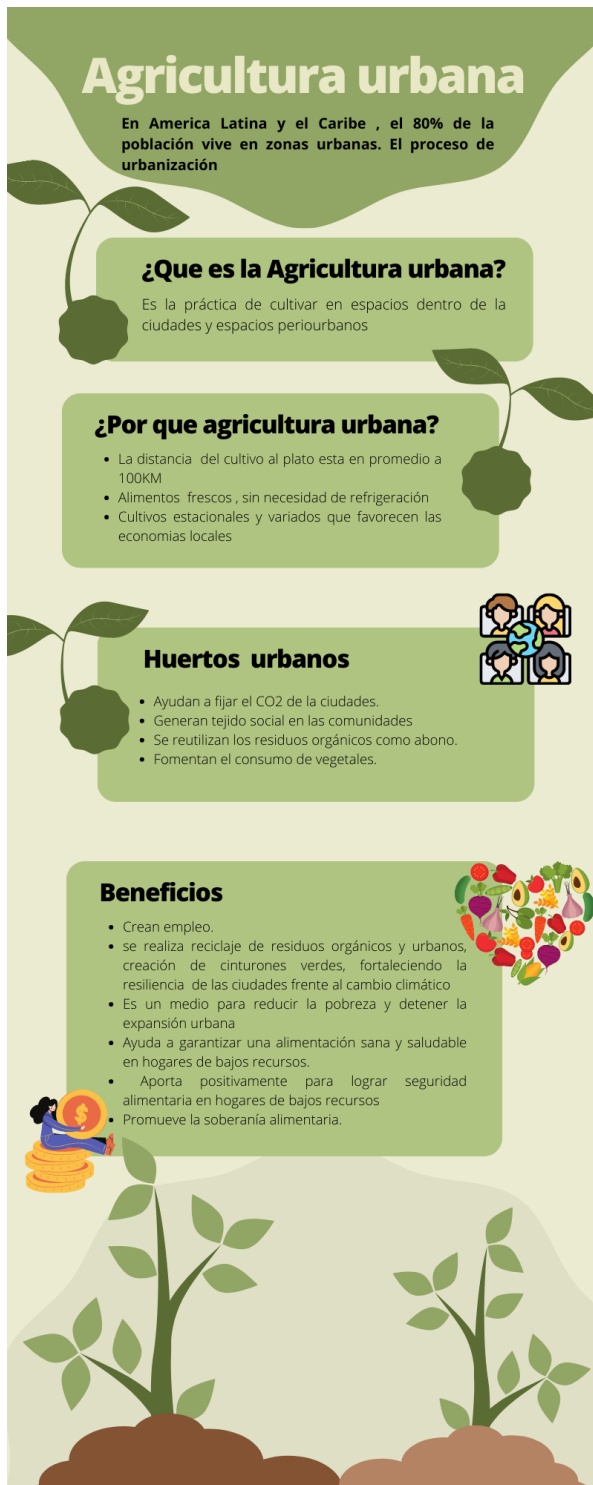 Agricultura urbana
En America Latina y el Caribe , el 80% de la
población vive en zonas urbanas. El proceso de
urbanización
¿Que es la Agricultura urbana?
Es la práctica de cultivar en espacios dentro de la
ciudades y espacios periourbanos
¿Por que agricultura urbana?
• La distancia del cultivo al plato esta en promedio a
100KM
• Alimentos frescos , sin necesidad de refrigeración
• Cultivos estacionales y variados que favorecen las
economias locales
Huertos urbanos
• Ayudan a fijar el CO2 de la ciudades.
• Generan tejido social en las comunidades
• Se reutilizan los residuos orgánicos como abono.
• Fomentan el consumo de vegetales.
Beneficios
• Crean empleo.
• se realiza reciclaje de residuos orgánicos y urbanos,
creación de cinturones verdes, fortaleciendo la
resiliencia de las ciudades frente al cambio climático
• Es un medio para reducir la pobreza y detener la
expansión urbana
• Ayuda a garantizar una alimentación sana y saludable
en hogares de bajos recursos.
• Aporta positivamente para lograr seguridad
alimentaria en hogares de bajos recursos
• Promueve la soberanía alimentaria.
$